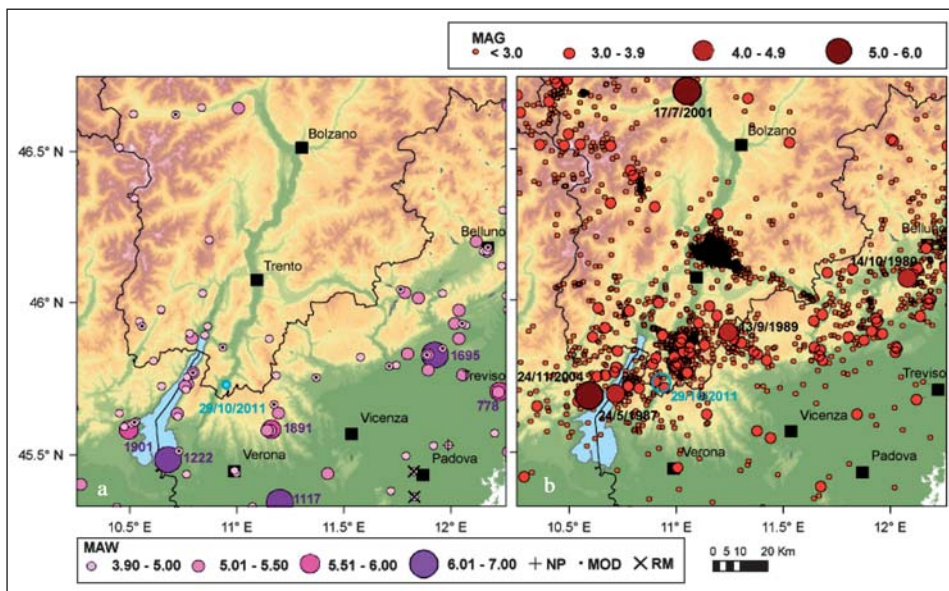 MAG
< 3.0 3.0 - 3.9 4.0 - 4.9 5.0 - 6.0
46.5°
46° N
45.5°
Bolzano
Trento
Belluno
1695
Treviso
778
29/10/2011
1891
Vicenza
1901
1222
Verona
Padova
1117
a
10.5° E 11° E 11.5° E 12° E
17/7/2001
Bolzano
Belluno
14/10/1980
13/9/1989
24/11/2004
24/5/1987
29/10/2011
Treviso
Vicenza
Verona
Padova
b
10.5° E 11° E 11.5° E 12° E
MAW
3.90 - 5.00 5.01 - 5.50 5.51 - 6.00 6.01 - 7.00 NP MOD RM
0 5 10 20 Km